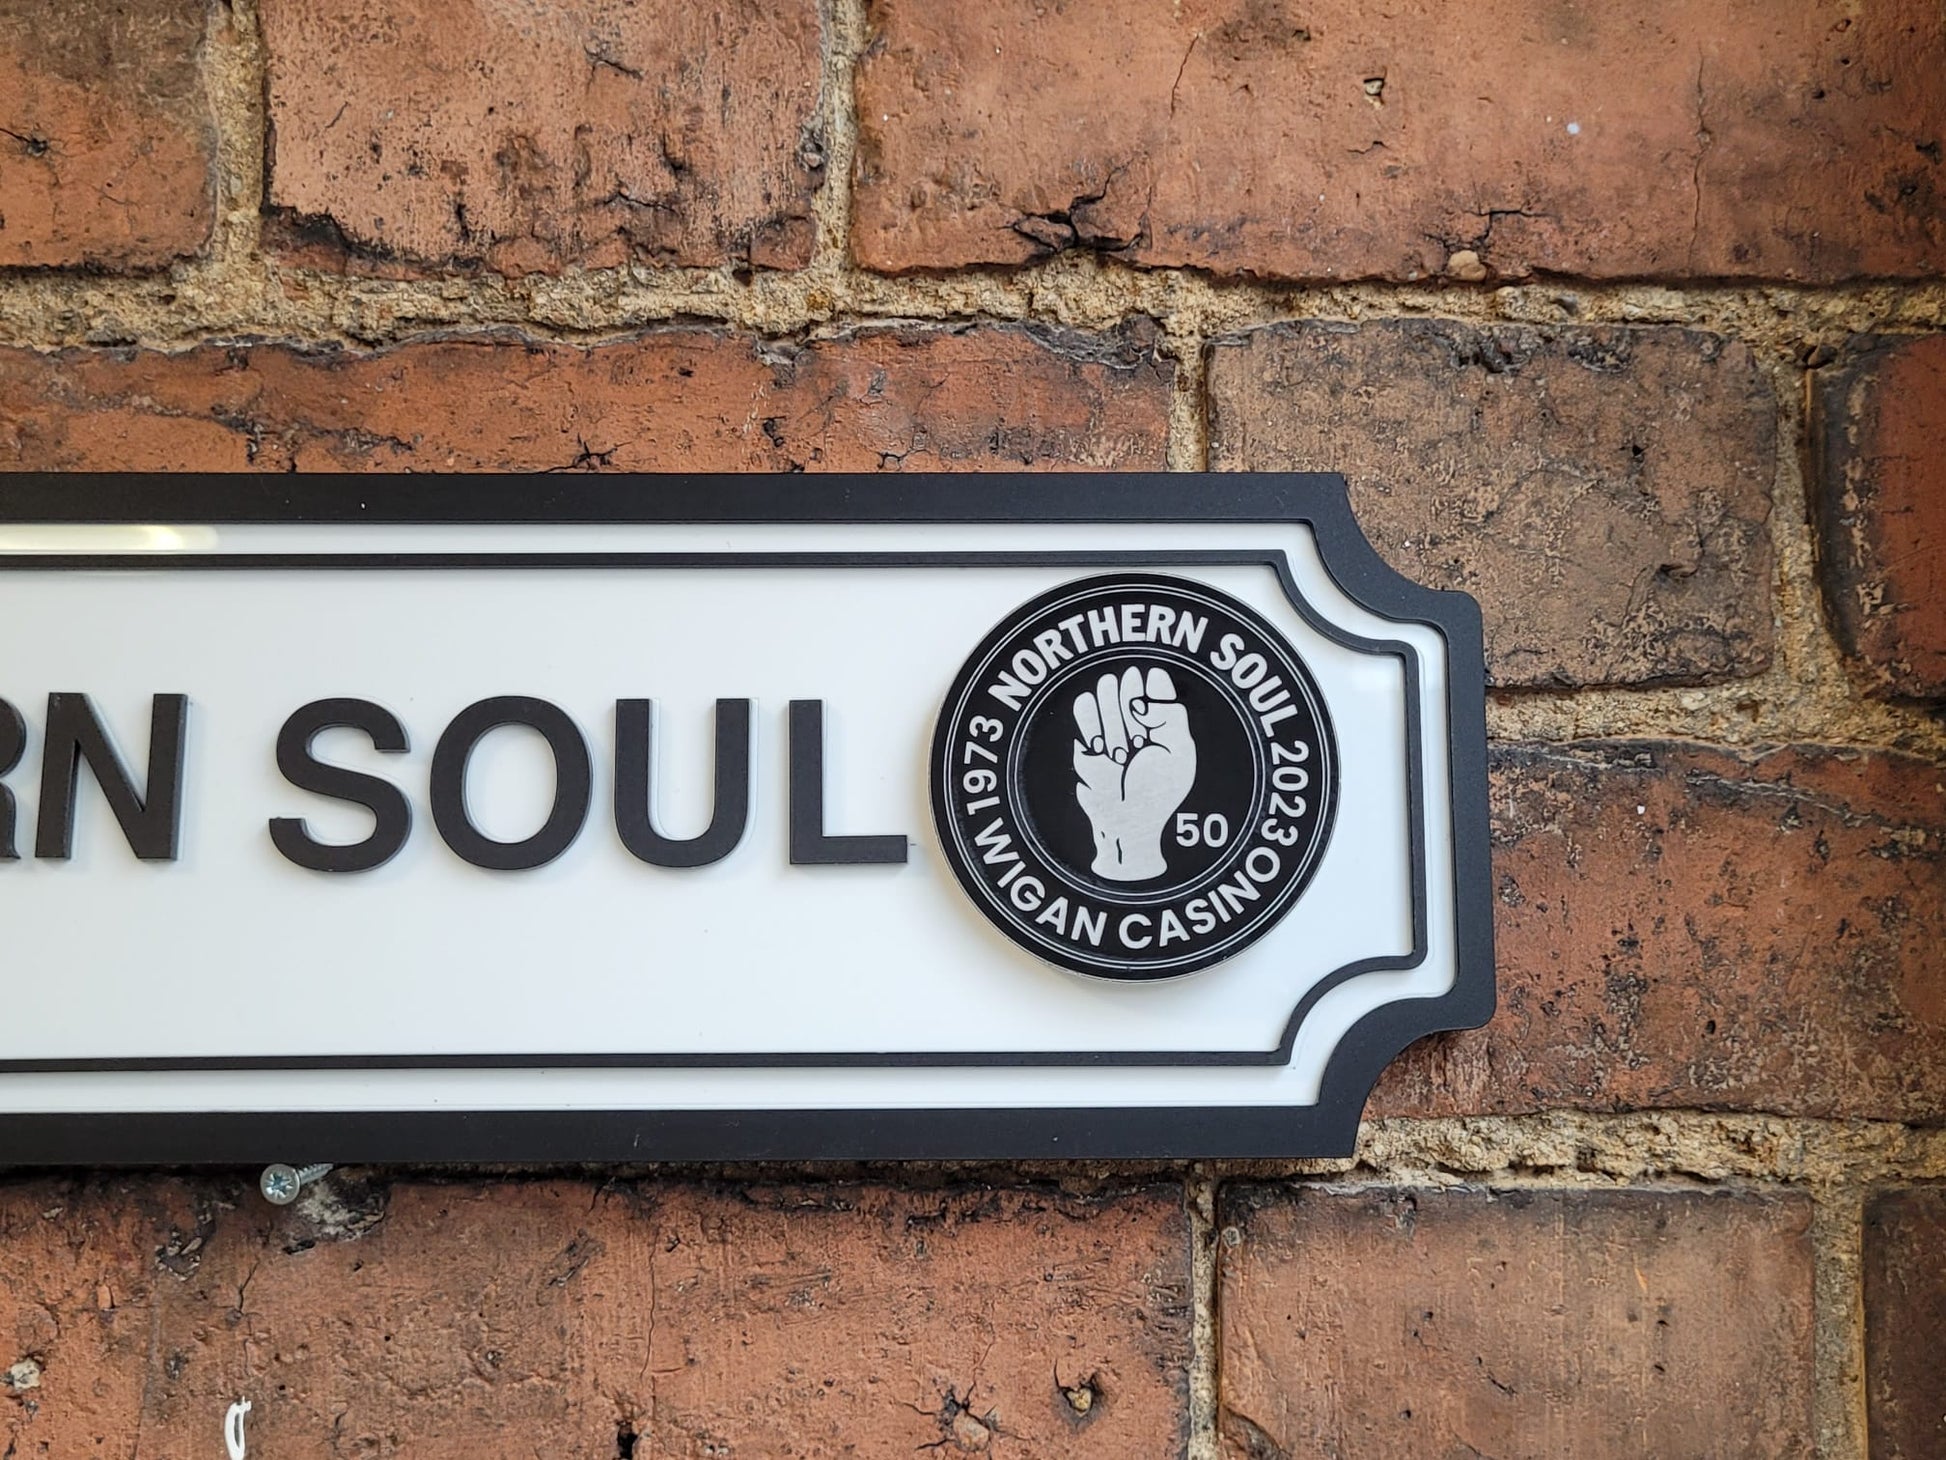 RN SOUL
NORTHERN SOUL
1973
2023
50
WIGAN CASINO